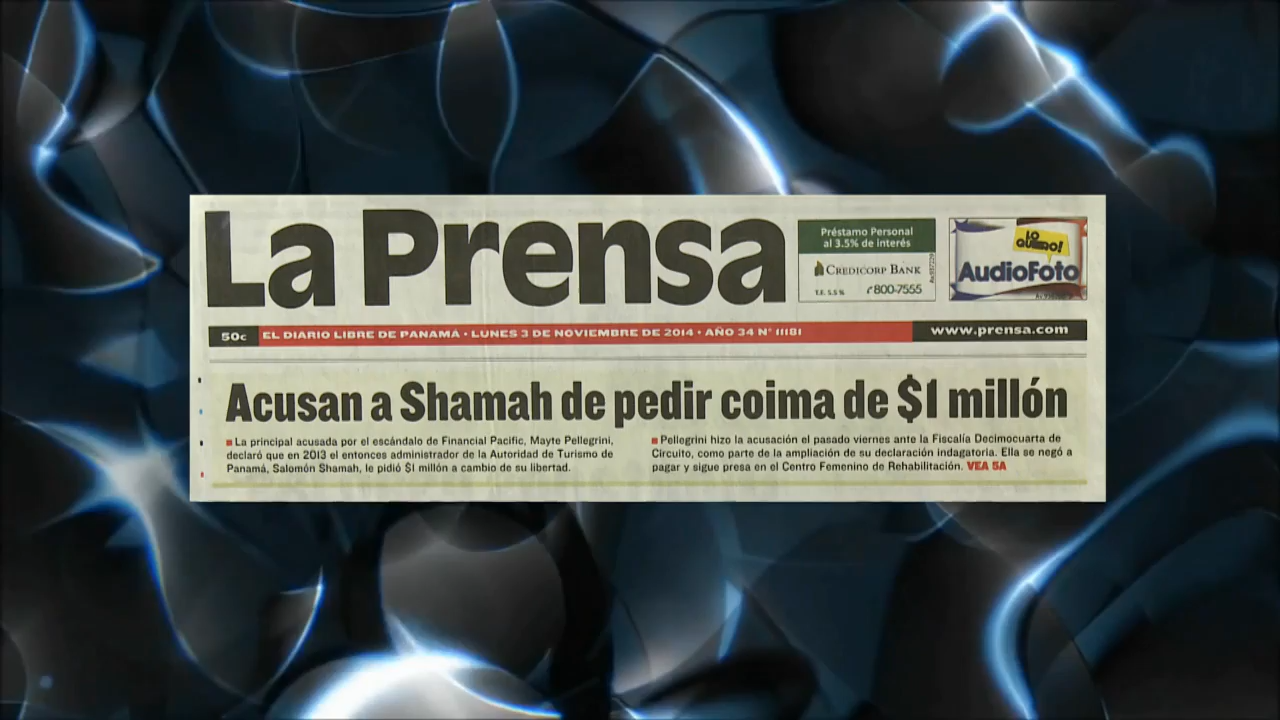 La Prensa
Préstamo Personal
al 3.5% de interés
CREDICORP BANK
T.E. 5.5 %
800-7555
LO
QUIERO!
AudioFoto
50c
EL DIARIO LIBRE DE PANAMÁ • LUNES 3 DE NOVIEMBRE DE 2014 • AÑO 34 N° 11181
www.prensa.com
Acusan a Shamah de pedir coima de $1 millón
La principal acusada por el escándalo de Financial Pacific, Mayte Pellegrini,
declaró que en 2013 el entonces administrador de la Autoridad de Turismo de
Panamá, Salomón Shamah, le pidió $1 millón a cambio de su libertad.
Pellegrini hizo la acusación el pasado viernes ante la Fiscalía Decimocuarta de
Circuito, como parte de la ampliación de su declaración indagatoria. Ella se negó a
pagar y sigue presa en el Centro Femenino de Rehabilitación. VEA 5A